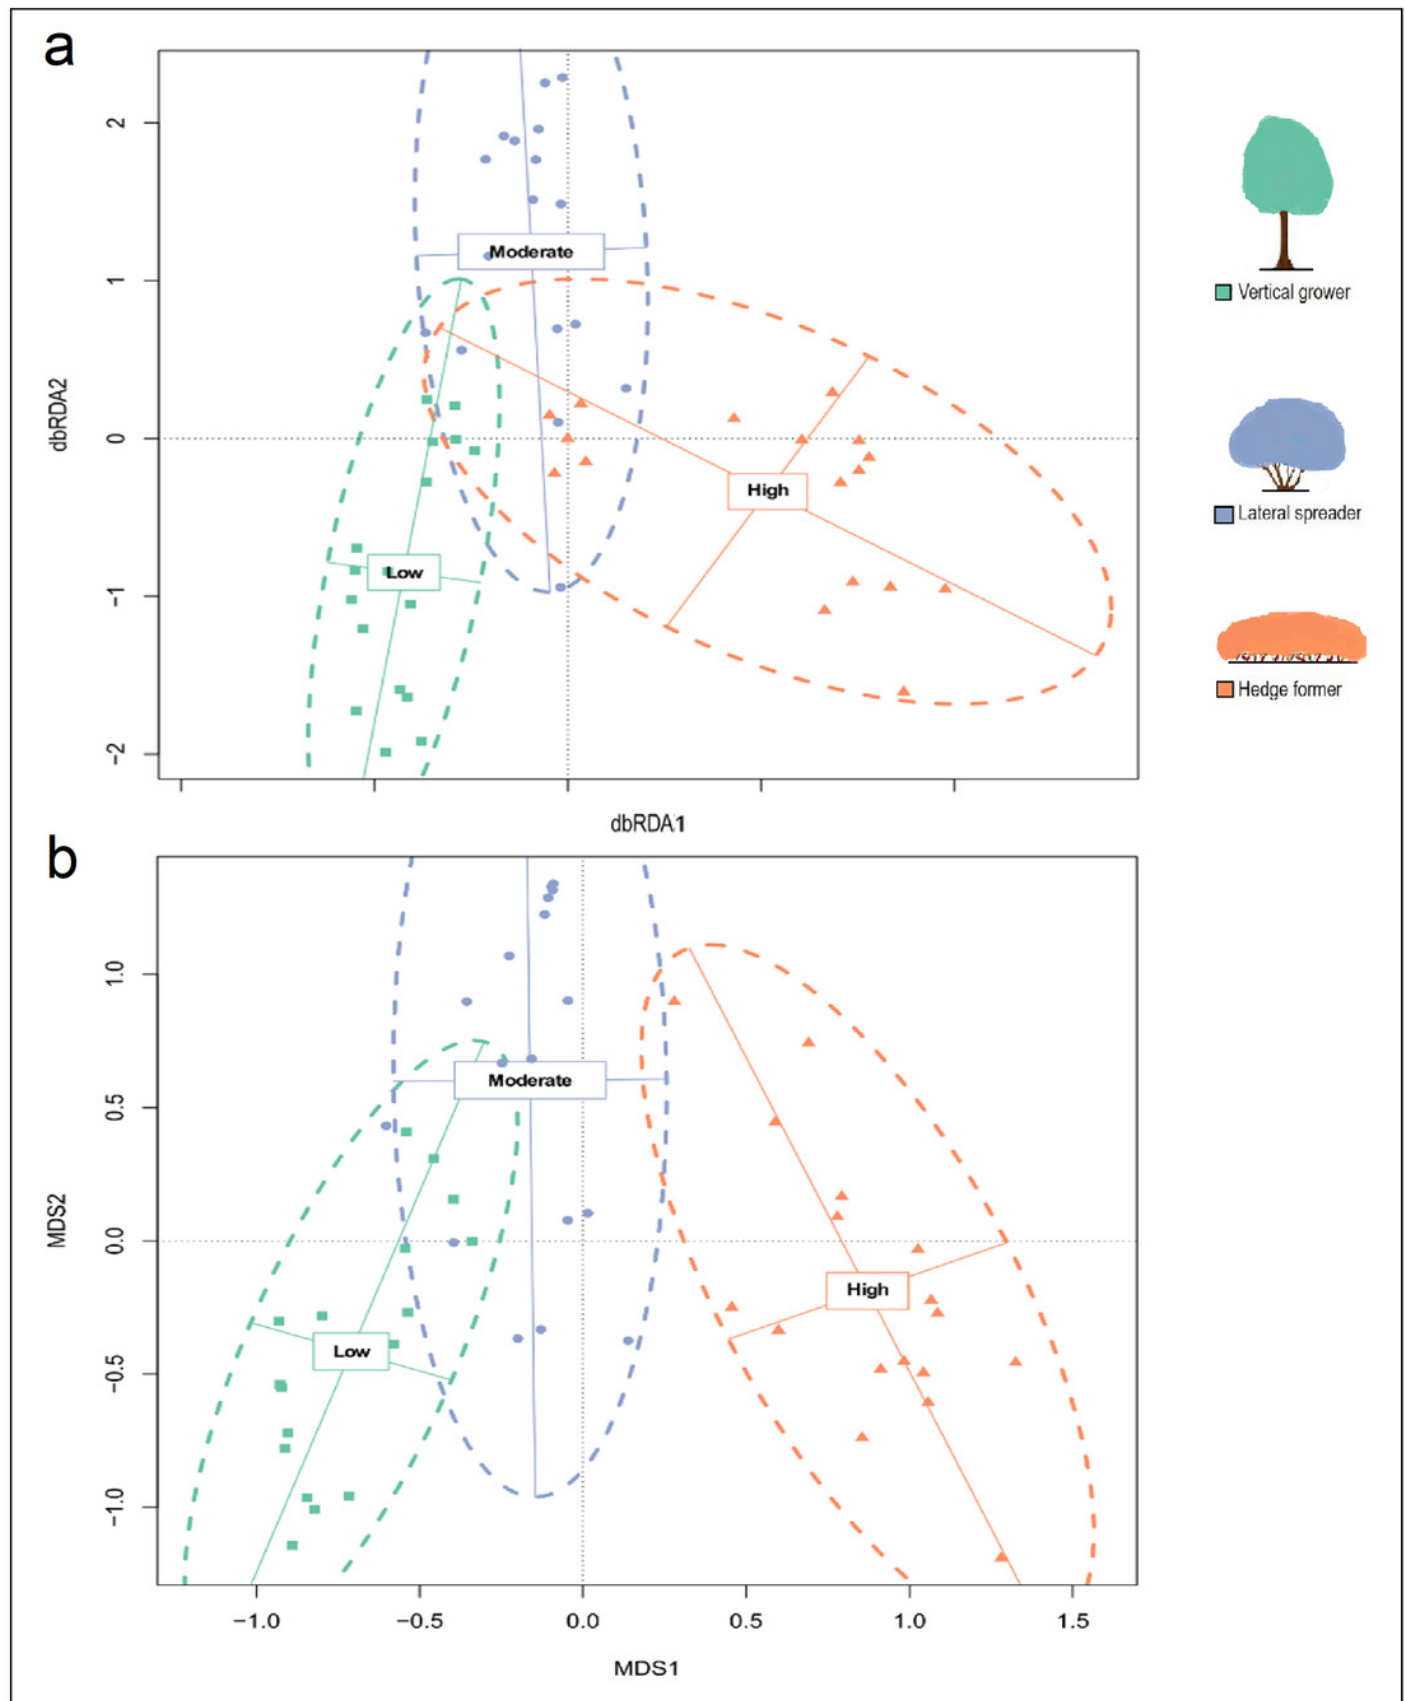 a
2
1
0
−1
−2
dbRDA2
Moderate
High
Low
dbRDA1
Vertical grower
Lateral spreader
Hedge former
b
1.0
0.5
0.0
−0.5
−1.0
MDS2
Moderate
High
Low
−1.0 −0.5 0.0 0.5 1.0 1.5
MDS1